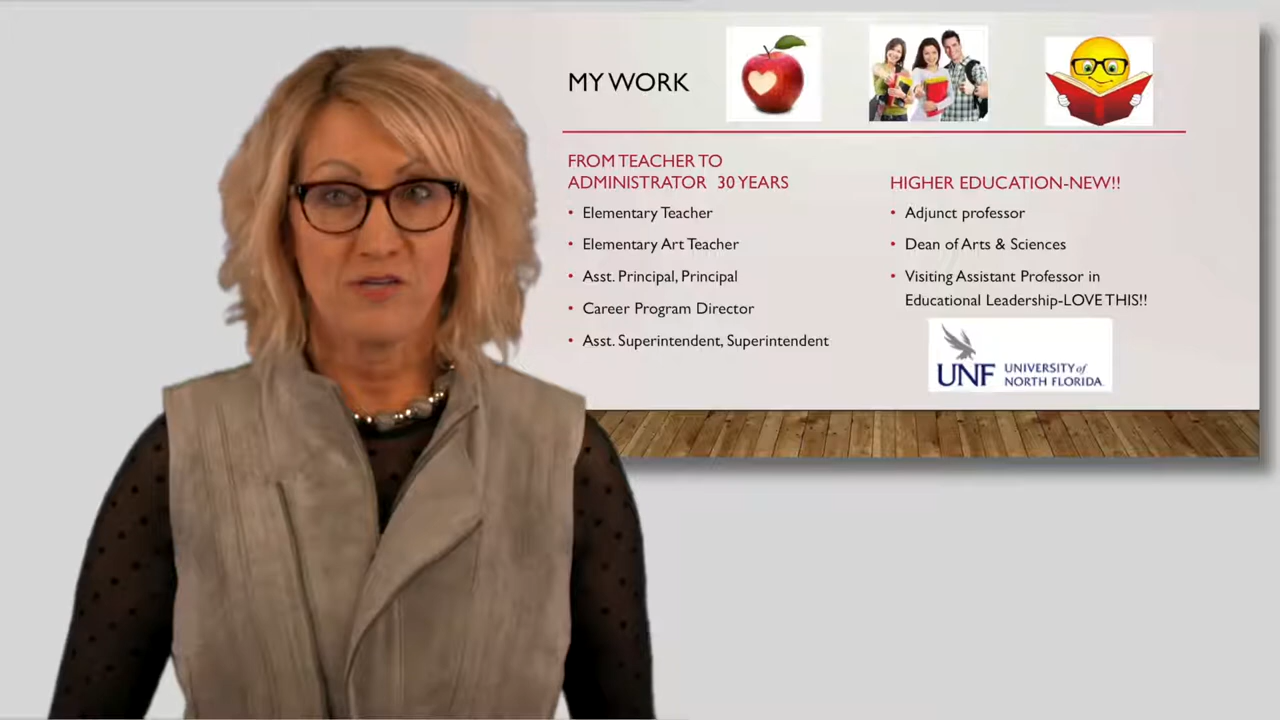 MY WORK
FROM TEACHER TO
ADMINISTRATOR 30 YEARS
• Elementary Teacher
• Elementary Art Teacher
• Asst. Principal, Principal
• Career Program Director
• Asst. Superintendent, Superintendent
HIGHER EDUCATION-NEW!!
• Adjunct professor
• Dean of Arts & Sciences
• Visiting Assistant Professor in
Educational Leadership-LOVE THIS!!
UNF UNIVERSITY of
NORTH FLORIDA.